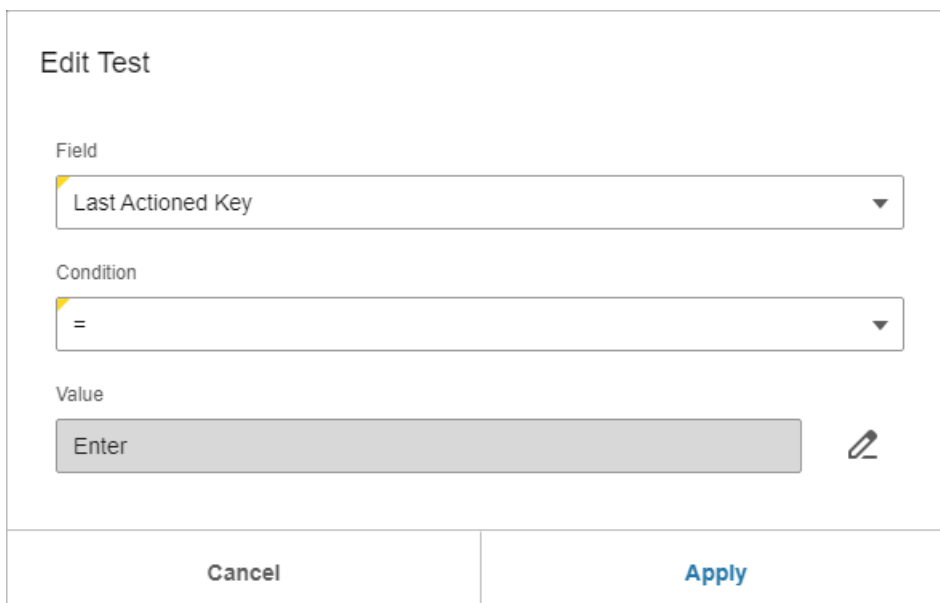 Edit Test
Field
Last Actioned Key
Condition
=
Value
Enter
Cancel Apply